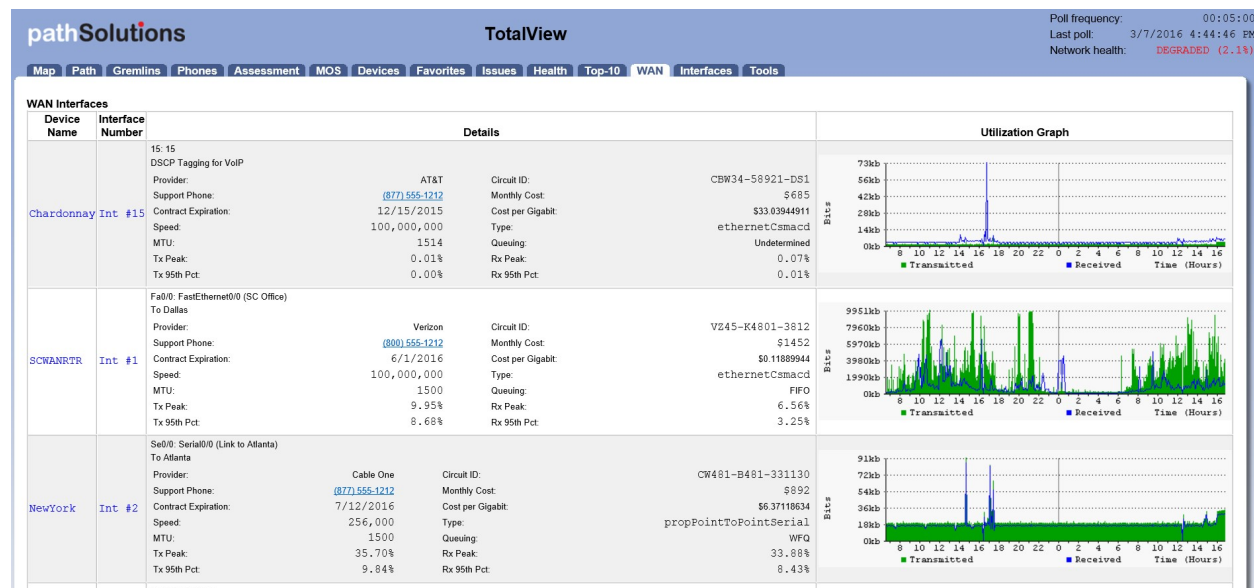 pathSolutions
TotalView
Poll frequency: 00:05:00
Last poll: 3/7/2016 4:44:46 PM
Network health: DEGRADED (2.1%)
Map Path Gremlins Phones Assessment MOS Devices Favorites Issues Health Top-10 WAN Interfaces Tools
WAN Interfaces
Device Name Interface Number Details Utilization Graph
Chardonnay Int #15
15: 15
DSCP Tagging for VoIP
Provider: AT&T Circuit ID: CBW34-58921-DS1
Support Phone: (877) 555-1212 Monthly Cost: $685
Contract Expiration: 12/15/2015 Cost per Gigabit: $33.03944911
Speed: 100,000,000 Type: ethernetCsmacd
MTU: 1514 Queuing: Undetermined
Tx Peak: 0.01% Rx Peak: 0.07%
Tx 95th Pct: 0.00% Rx 95th Pct: 0.01%
73kb
56kb
42kb
28kb
14kb
0kb
Bits
8 10 12 14 16 18 20 22 0 2 4 6 8 10 12 14 16
Transmitted Received Time (Hours)
SCWANRTR Int #1
Fa0/0: FastEthernet0/0 (SC Office)
To Dallas
Provider: Verizon Circuit ID: VZ45-K4801-3812
Support Phone: (800) 555-1212 Monthly Cost: $1452
Contract Expiration: 6/1/2016 Cost per Gigabit: $0.11889944
Speed: 100,000,000 Type: ethernetCsmacd
MTU: 1500 Queuing: FIFO
Tx Peak: 9.95% Rx Peak: 6.56%
Tx 95th Pct: 8.68% Rx 95th Pct: 3.25%
9951kb
7960kb
5970kb
3980kb
1990kb
0kb
Bits
8 10 12 14 16 18 20 22 0 2 4 6 8 10 12 14 16
Transmitted Received Time (Hours)
NewYork Int #2
Se0/0: Serial0/0 (Link to Atlanta)
To Atlanta
Provider: Cable One Circuit ID: CW481-B481-331130
Support Phone: (877) 555-1212 Monthly Cost: $892
Contract Expiration: 7/12/2016 Cost per Gigabit: $6.37118634
Speed: 256,000 Type: propPointToPointSerial
MTU: 1500 Queuing: WFQ
Tx Peak: 35.70% Rx Peak: 33.88%
Tx 95th Pct: 9.84% Rx 95th Pct: 8.43%
91kb
72kb
54kb
36kb
18kb
0kb
Bits
8 10 12 14 16 18 20 22 0 2 4 6 8 10 12 14 16
Transmitted Received Time (Hours)